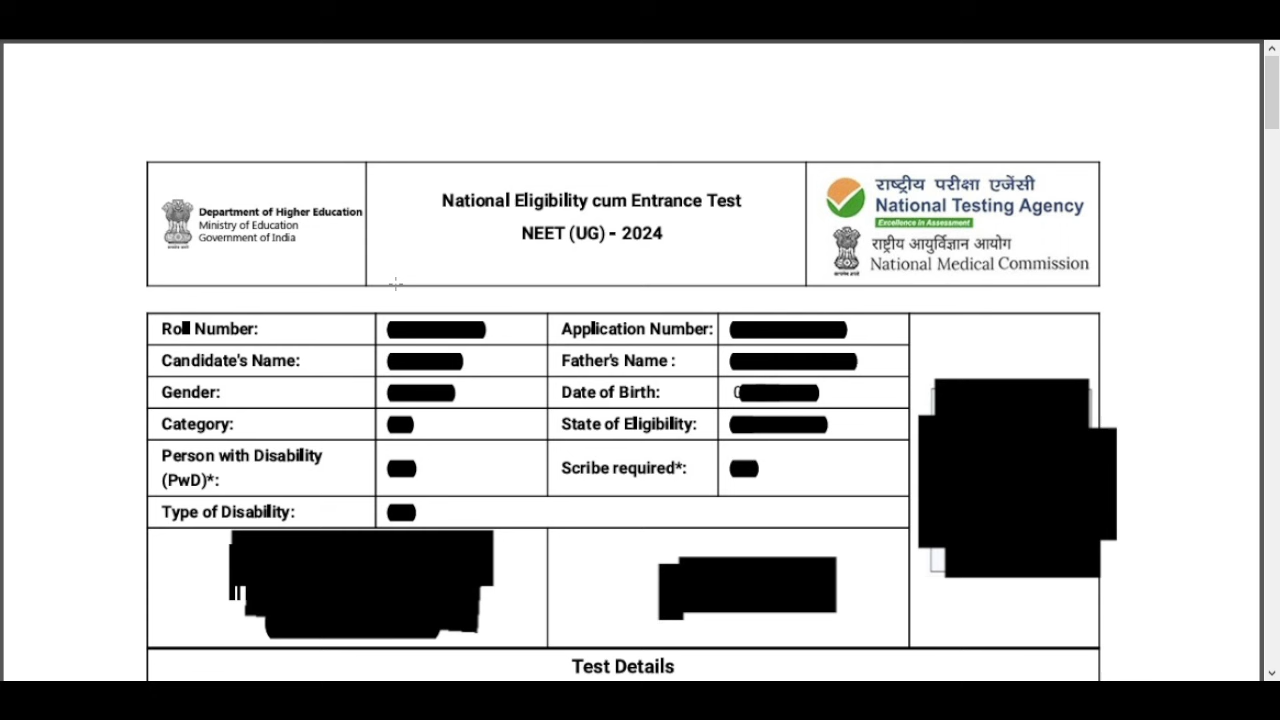 Department of Higher Education
Ministry of Education
Government of India
National Eligibility cum Entrance Test
NEET (UG) - 2024
राष्ट्रीय परीक्षा एजेंसी
National Testing Agency
Excellence in Assessment
राष्ट्रीय आयुर्विज्ञान आयोग
National Medical Commission
Roll Number:
Application Number:
Candidate's Name:
Father's Name :
Gender:
Date of Birth:
Category:
State of Eligibility:
Person with Disability
(PwD)*:
Scribe required*:
Type of Disability:
Test Details